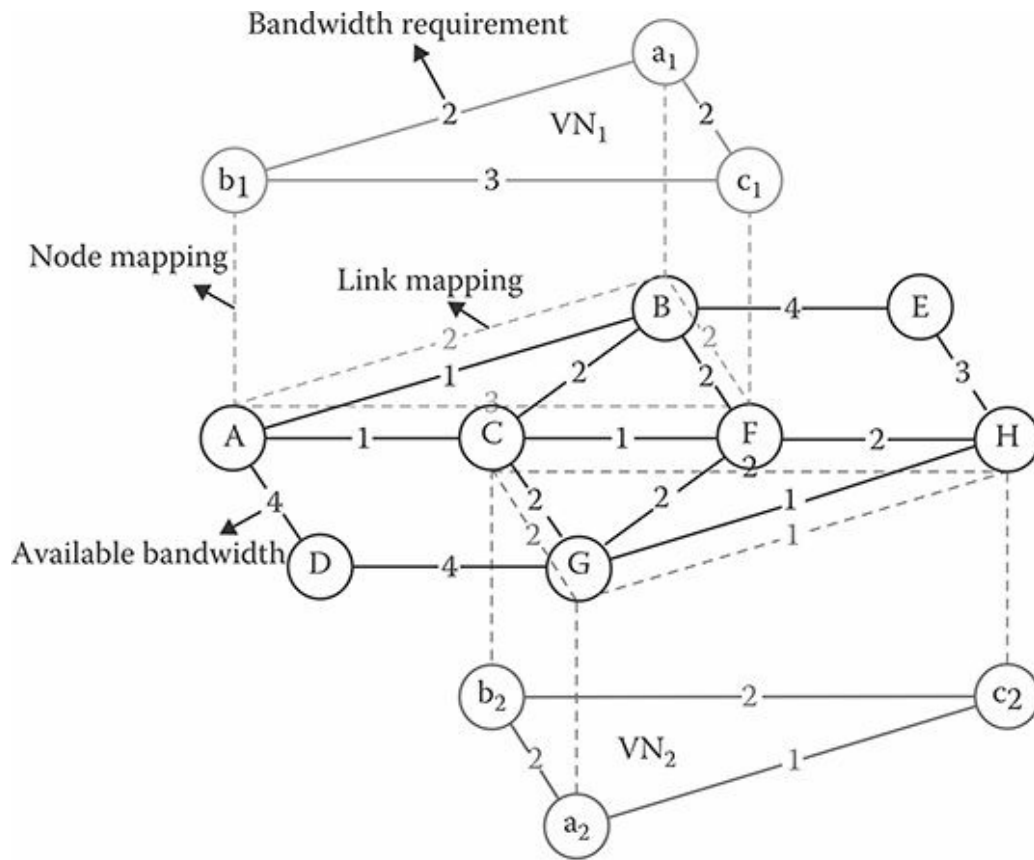 Bandwidth requirement
a1
2
VN1
2
b1
3
c1
Node mapping
Link mapping
B
4
E
2
2
1
2
2
3
A
3
1
C
1
F
2
H
2
4
2
2
1
Available bandwidth
2
1
D
4
G
b2
2
c2
2
VN2
1
a2